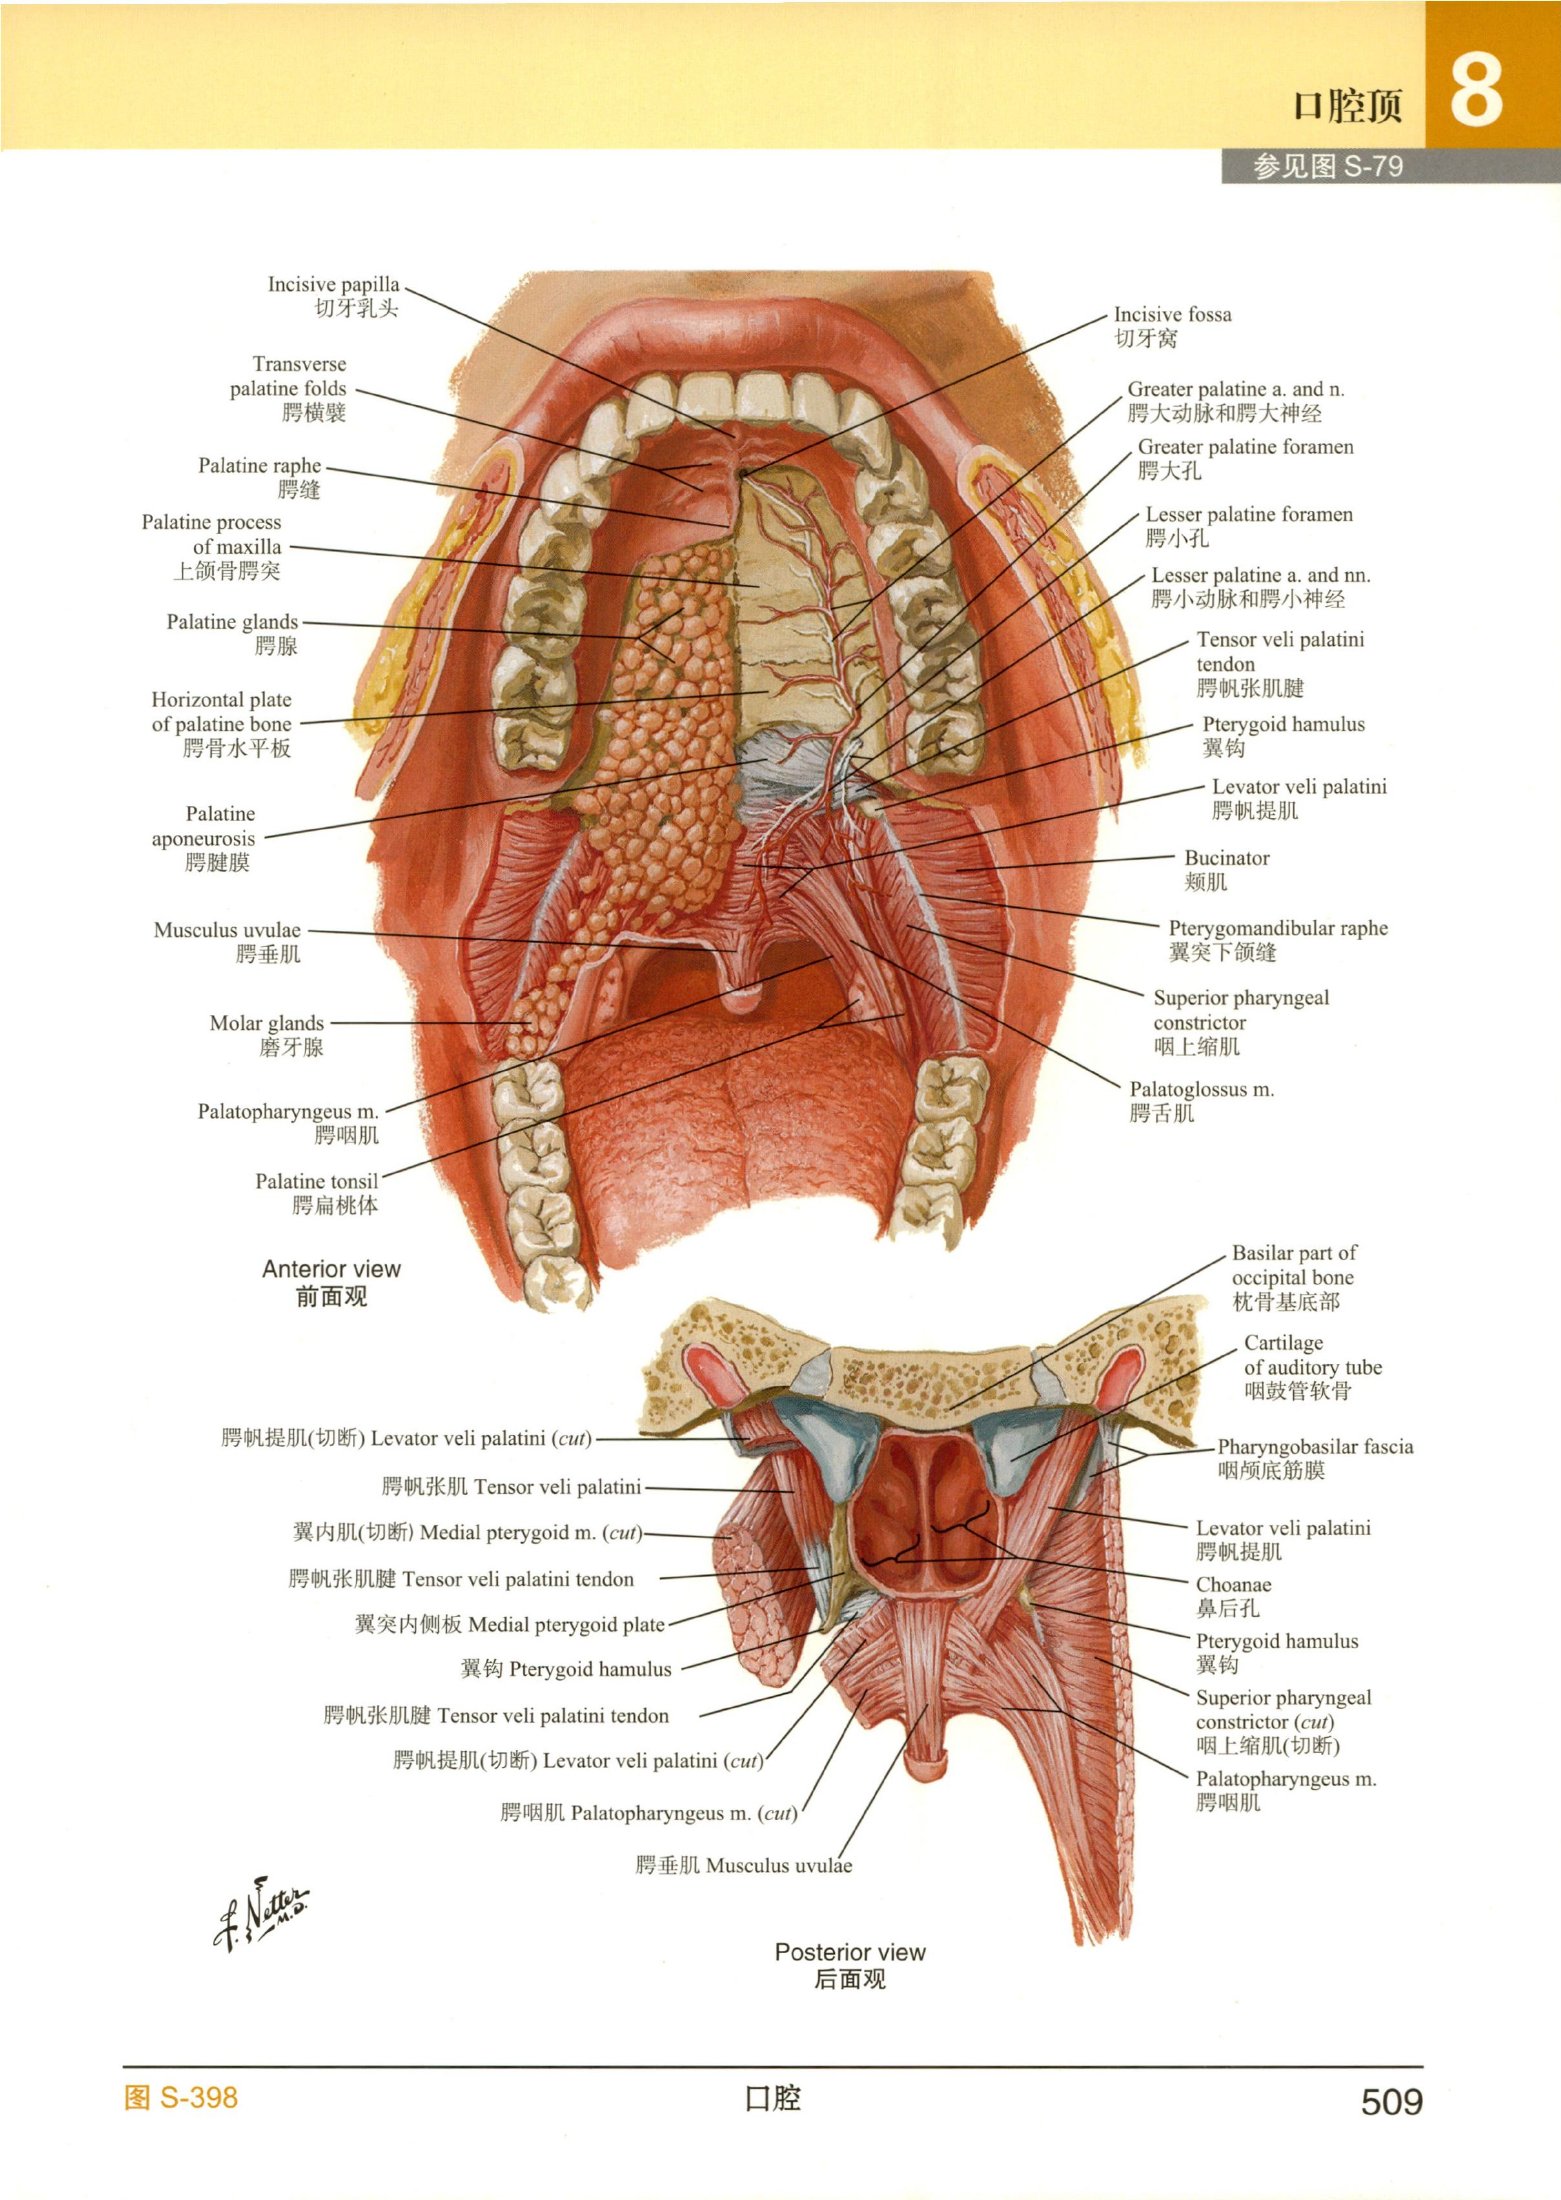 口腔顶
8
参见图 S-79
Incisive papilla
切牙乳头
Transverse
palatine folds
腭横襞
Palatine raphe
腭缝
Palatine process
of maxilla
上颌骨腭突
Palatine glands
腭腺
Horizontal plate
of palatine bone
腭骨水平板
Palatine
aponeurosis
腭腱膜
Musculus uvulae
腭垂肌
Molar glands
磨牙腺
Palatopharyngeus m.
腭咽肌
Palatine tonsil
腭扁桃体
Anterior view
前面观
Incisive fossa
切牙窝
Greater palatine a. and n.
腭大动脉和腭大神经
Greater palatine foramen
腭大孔
Lesser palatine foramen
腭小孔
Lesser palatine a. and nn.
腭小动脉和腭小神经
Tensor veli palatini
tendon
腭帆张肌腱
Pterygoid hamulus
翼钩
Levator veli palatini
腭帆提肌
Bucinator
颊肌
Pterygomandibular raphe
翼突下颌缝
Superior pharyngeal
constrictor
咽上缩肌
Palatoglossus m.
腭舌肌
腭帆提肌(切断) Levator veli palatini (cut)
腭帆张肌 Tensor veli palatini
翼内肌(切断) Medial pterygoid m. (cut)
腭帆张肌腱 Tensor veli palatini tendon
翼突内侧板 Medial pterygoid plate
翼钩 Pterygoid hamulus
腭帆张肌腱 Tensor veli palatini tendon
腭帆提肌(切断) Levator veli palatini (cut)
腭咽肌 Palatopharyngeus m. (cut)
腭垂肌 Musculus uvulae
Basilar part of
occipital bone
枕骨基底部
Cartilage
of auditory tube
咽鼓管软骨
Pharyngobasilar fascia
咽颅底筋膜
Levator veli palatini
腭帆提肌
Choanae
鼻后孔
Pterygoid hamulus
翼钩
Superior pharyngeal
constrictor (cut)
咽上缩肌(切断)
Palatopharyngeus m.
腭咽肌
F. Netter
M.D.
Posterior view
后面观
图 S-398
口腔
509